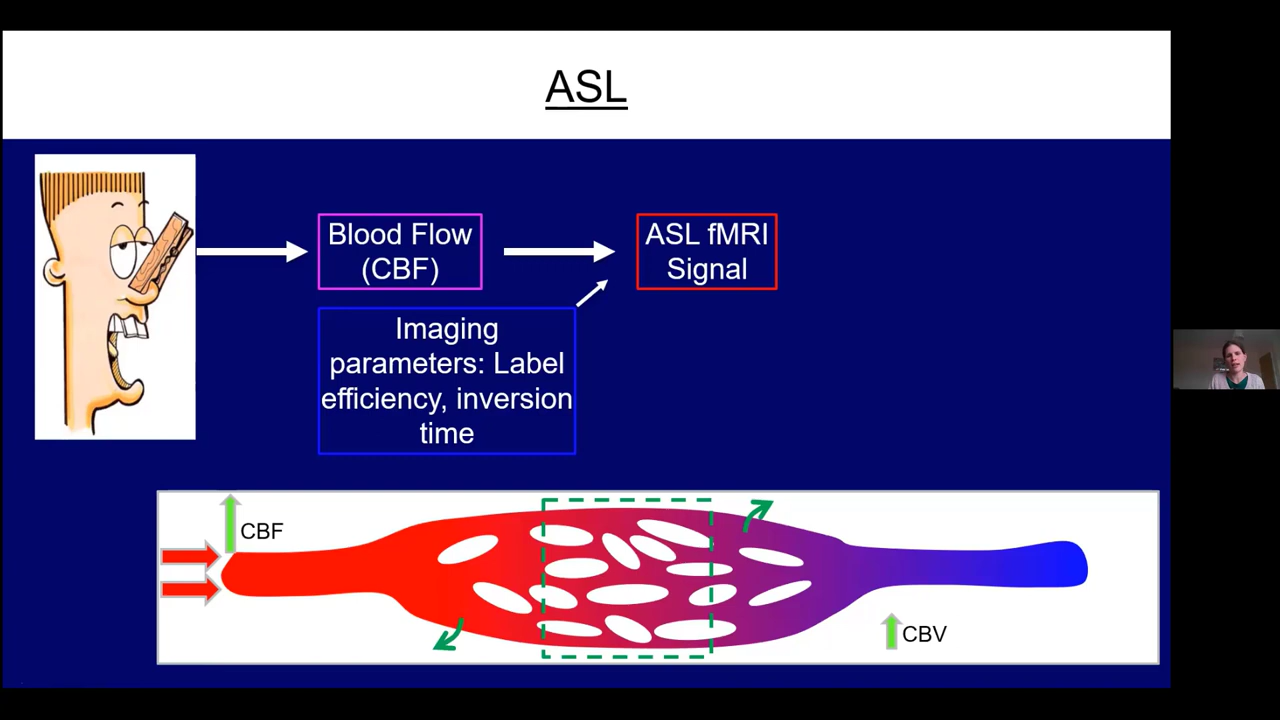 ASL
Blood Flow
(CBF)
ASL fMRI
Signal
Imaging
parameters: Label
efficiency, inversion
time
CBF
CBV